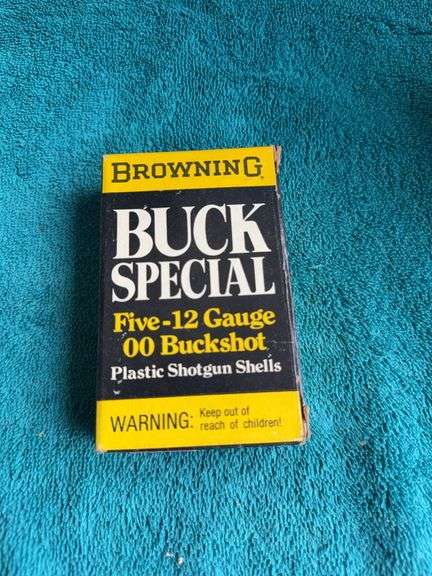 BROWNING
BUCK
SPECIAL
Five-12 Gauge
00 Buckshot
Plastic Shotgun Shells
WARNING: Keep out of
reach of children!